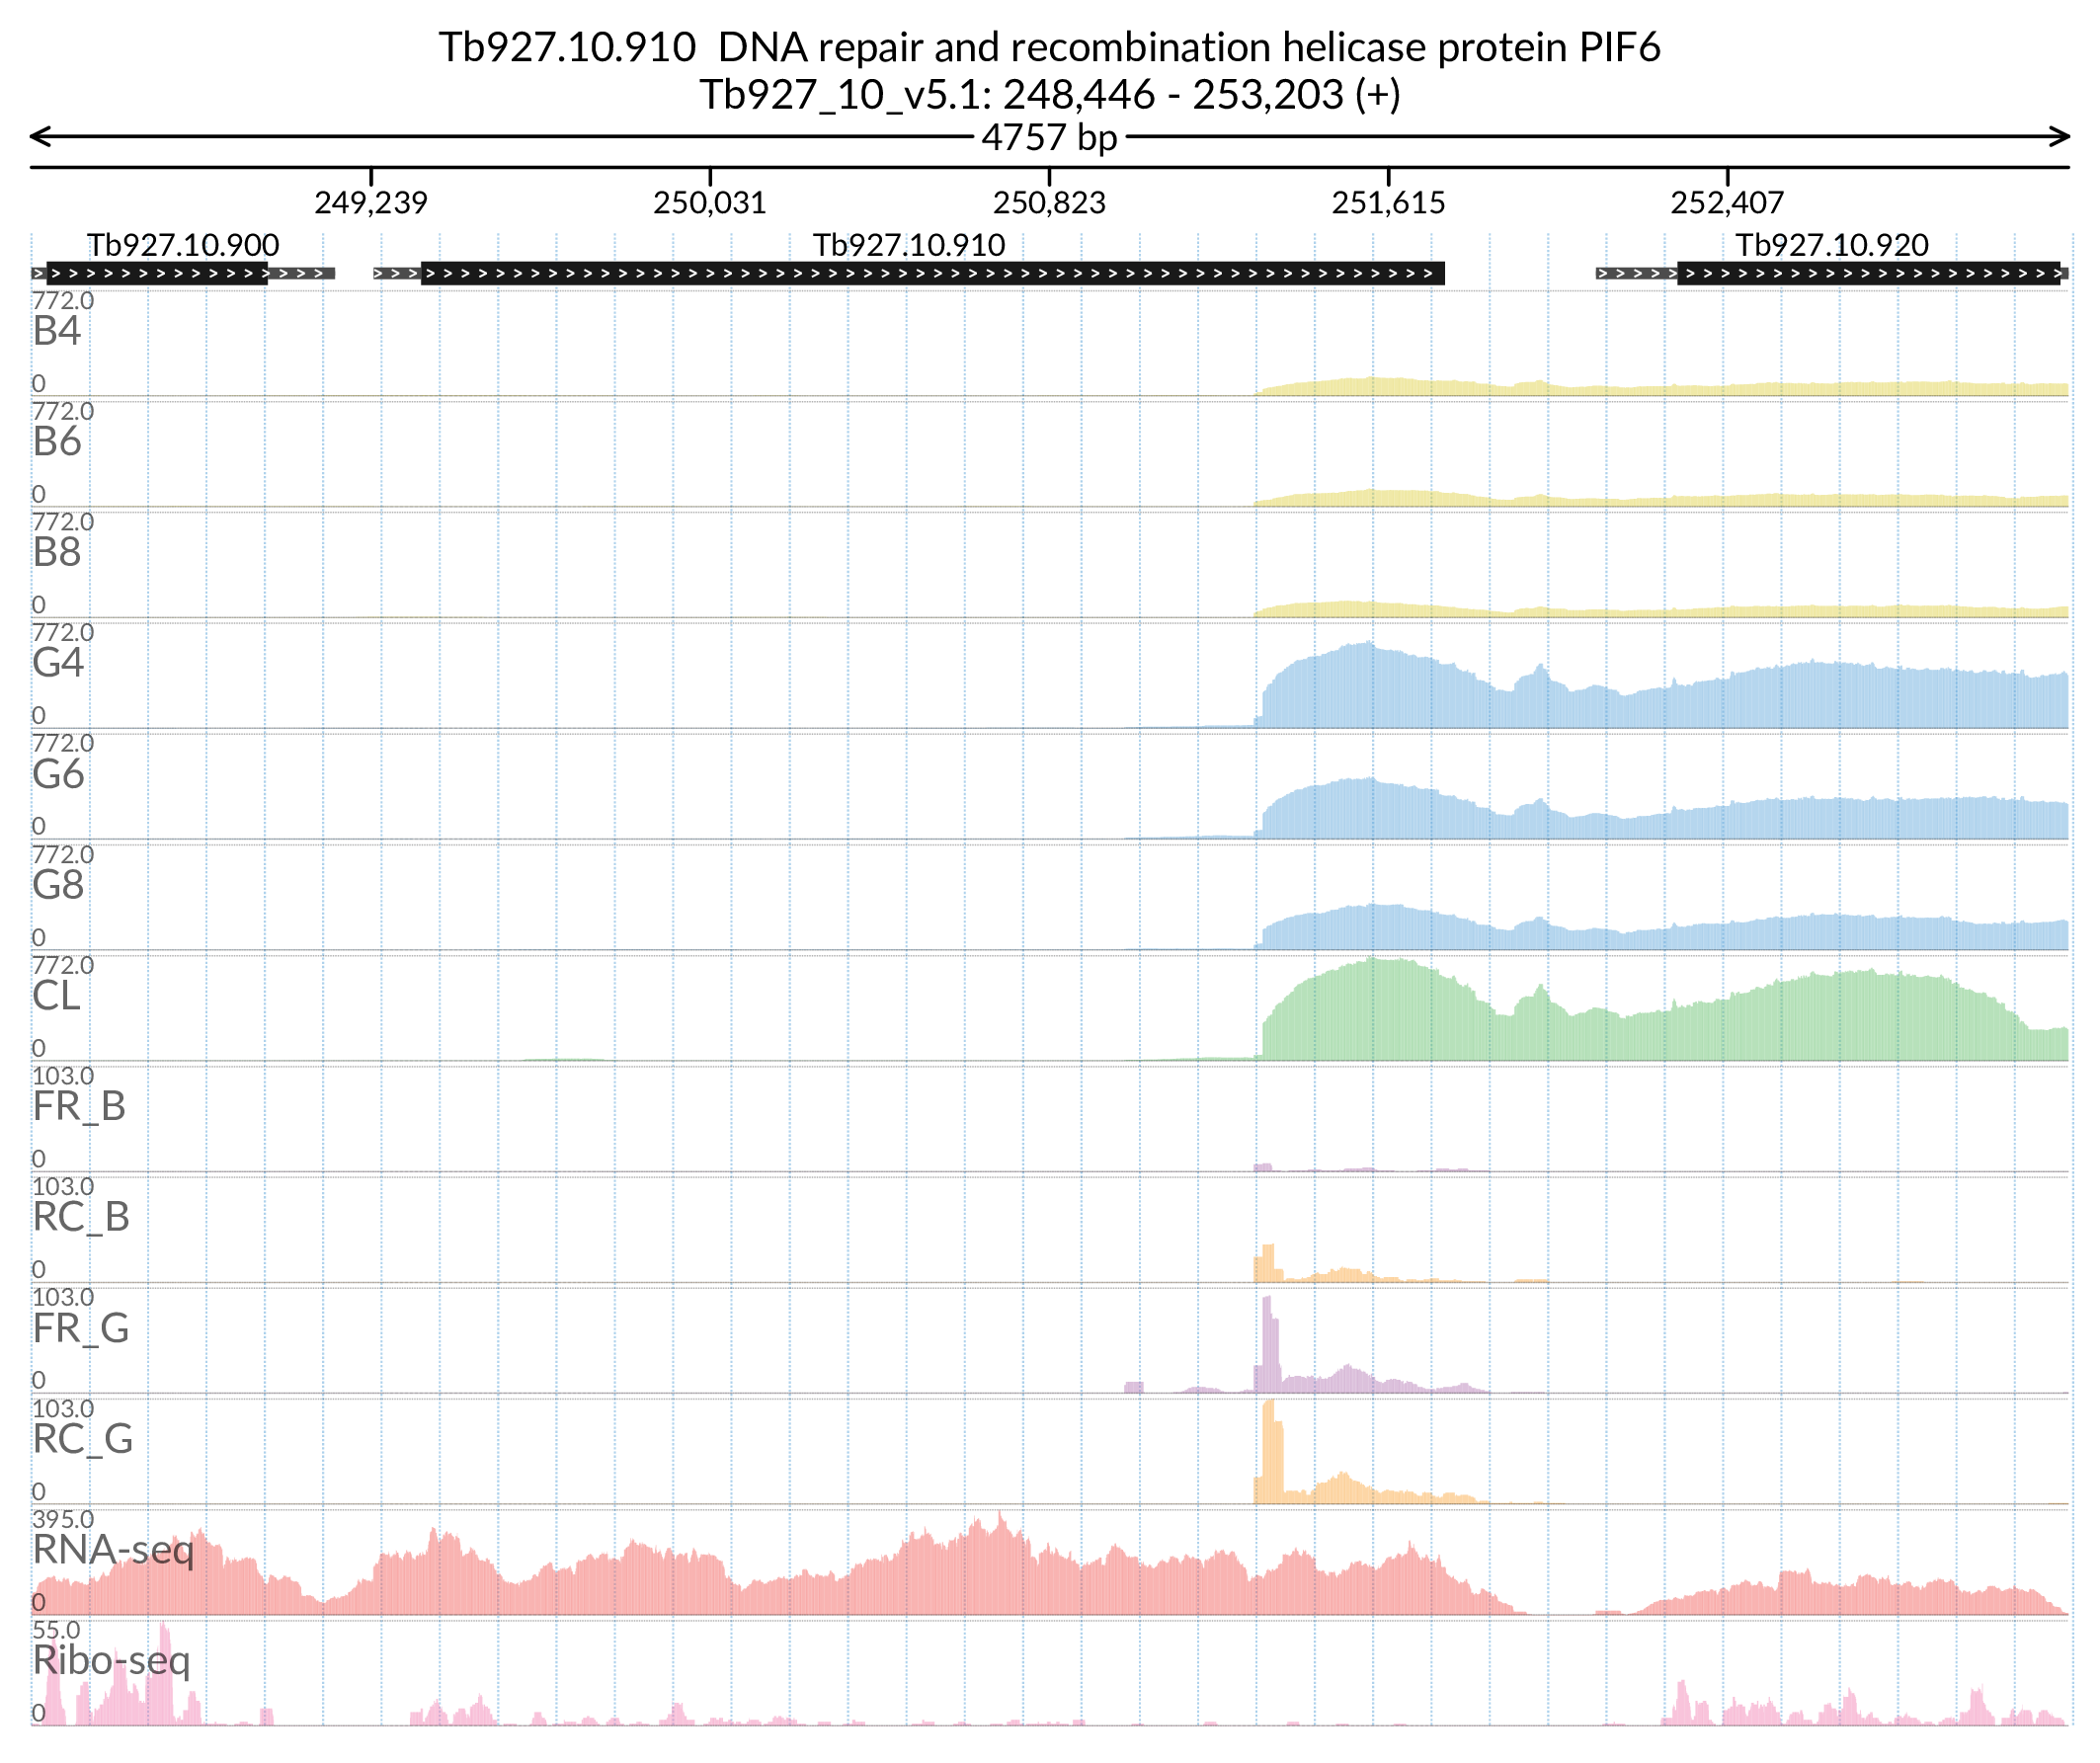 Tb927.10.910  DNA repair and recombination helicase protein PIF6
Tb927_10_v5.1: 248,446 - 253,203 (+)
4757 bp
249,239 250,031 250,823 251,615 252,407
Tb927.10.900 Tb927.10.910 Tb927.10.920
772.0
B4
0
772.0
B6
0
772.0
B8
0
772.0
G4
0
772.0
G6
0
772.0
G8
0
772.0
CL
0
103.0
FR_B
0
103.0
RC_B
0
103.0
FR_G
0
103.0
RC_G
0
395.0
RNA-seq
0
55.0
Ribo-seq
0